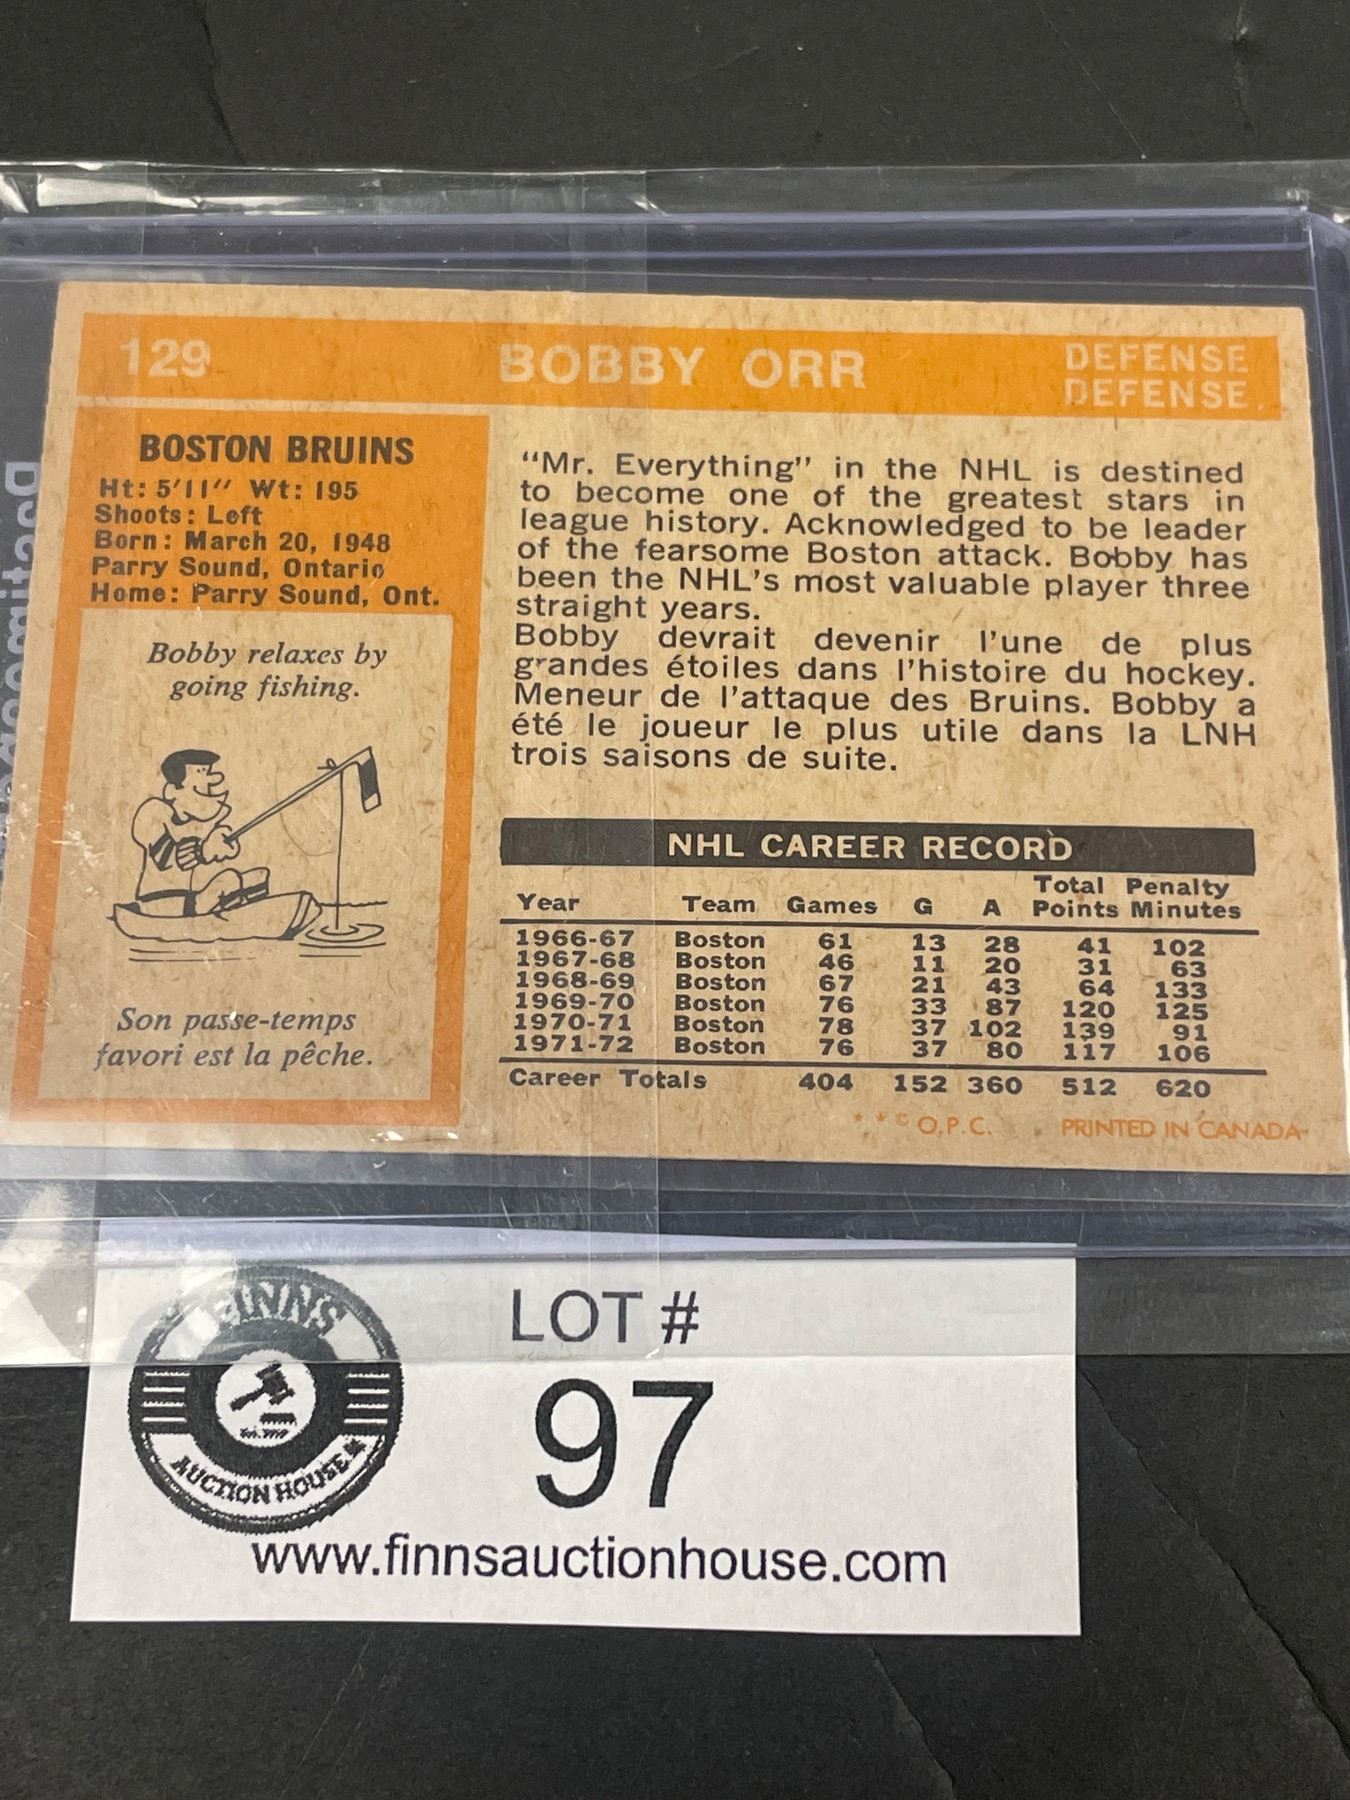 129 BOBBY ORR DEFENSE
DEFENSE
BOSTON BRUINS
Ht: 5'11" Wt: 195
Shoots: Left
Born: March 20, 1948
Parry Sound, Ontario
Home: Parry Sound, Ont.
Bobby relaxes by
going fishing.
Son passe-temps
favori est la pêche.
"Mr. Everything" in the NHL is destined
to become one of the greatest stars in
league history. Acknowledged to be leader
of the fearsome Boston attack. Bobby has
been the NHL's most valuable player three
straight years.
Bobby devrait devenir l'une de plus
grandes étoiles dans l'histoire du hockey.
Meneur de l'attaque des Bruins. Bobby a
été le joueur le plus utile dans la LNH
trois saisons de suite.
NHL CAREER RECORD
Total Penalty
Year Team Games G A Points Minutes
1966-67 Boston 61 13 28 41 102
1967-68 Boston 46 11 20 31 63
1968-69 Boston 67 21 43 64 133
1969-70 Boston 76 33 87 120 125
1970-71 Boston 78 37 102 139 91
1971-72 Boston 76 37 80 117 106
Career Totals 404 152 360 512 620
* * © O.P.C. PRINTED IN CANADA
FINNS
AUCTION HOUSE
LOT #
97
www.finnsauctionhouse.com